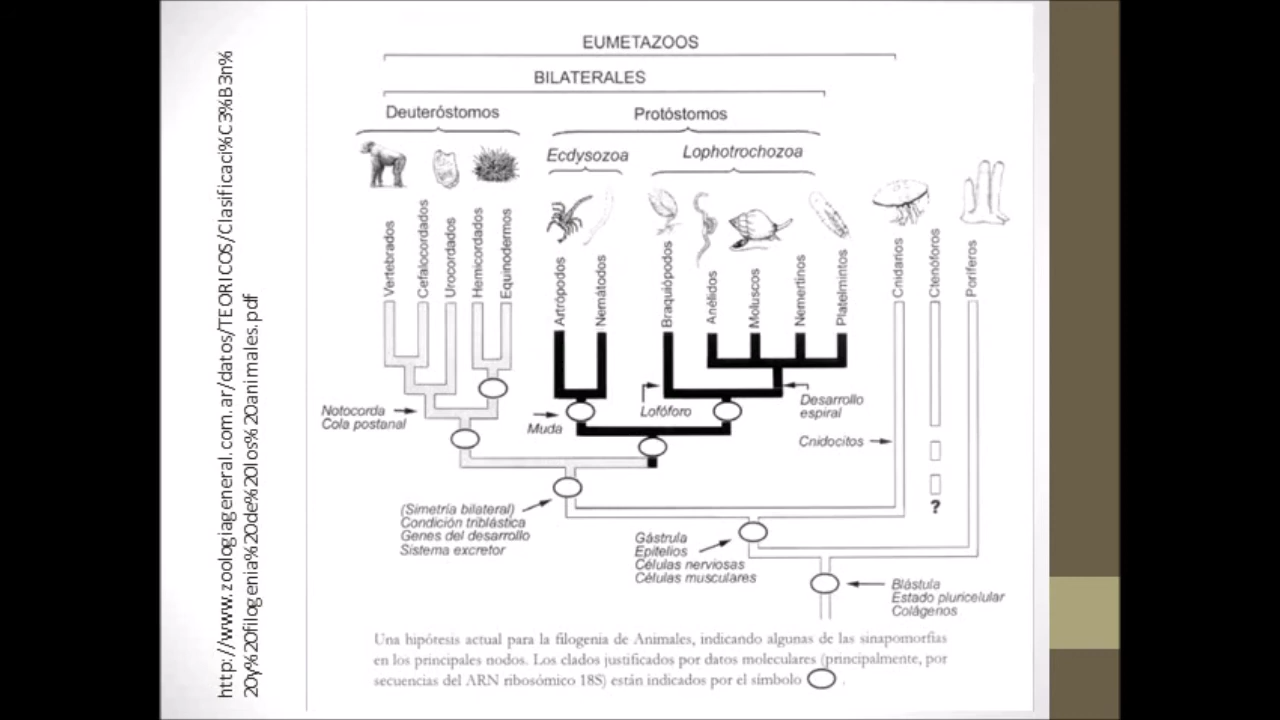 http://www.zoologiageneral.com.ar/datos/TEORICOS/Clasificaci%C3%B3n%
20y%20filogenia%20de%20los%20animales.pdf
EUMETAZOOS
BILATERALES
Deuteróstomos
Protóstomos
Ecdysozoa
Lophotrochozoa
Vertebrados
Cefalocordados
Urocordados
Hemicordados
Equinodermos
Artrópodos
Nemátodos
Braquiópodos
Anélidos
Moluscos
Nemertinos
Platelmintos
Cnidarios
Ctenóforos
Poríferos
Notocorda
Cola postanal
Muda
Lofóforo
Desarrollo
espiral
Cnidocitos
?
(Simetría bilateral)
Condición triblástica
Genes del desarrollo
Sistema excretor
Gástrula
Epitelios
Células nerviosas
Células musculares
Blástula
Estado pluricelular
Colágenos
Una hipótesis actual para la filogenia de Animales, indicando algunas de las sinapomorfias
en los principales nodos. Los clados justificados por datos moleculares (principalmente, por
secuencias del ARN ribosómico 18S) están indicados por el símbolo .